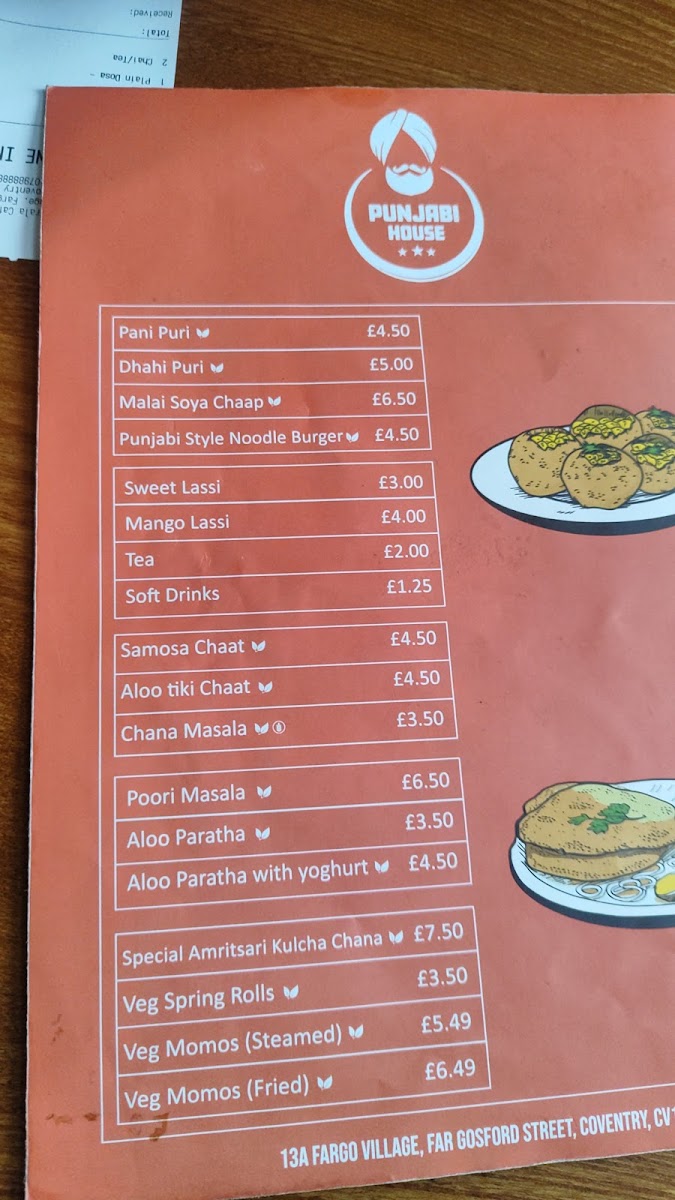 Received:
Total:
2 Chai/Tea
1 Plain Dosa -
PUNJABI
HOUSE
Pani Puri £4.50
Dhahi Puri £5.00
Malai Soya Chaap £6.50
Punjabi Style Noodle Burger £4.50
Sweet Lassi £3.00
Mango Lassi £4.00
Tea £2.00
Soft Drinks £1.25
Samosa Chaat £4.50
Aloo tiki Chaat £4.50
Chana Masala £3.50
Poori Masala £6.50
Aloo Paratha £3.50
Aloo Paratha with yoghurt £4.50
Special Amritsari Kulcha Chana £7.50
Veg Spring Rolls £3.50
Veg Momos (Steamed) £5.49
Veg Momos (Fried) £6.49
13A FARGO VILLAGE, FAR GOSFORD STREET, COVENTRY, CV1